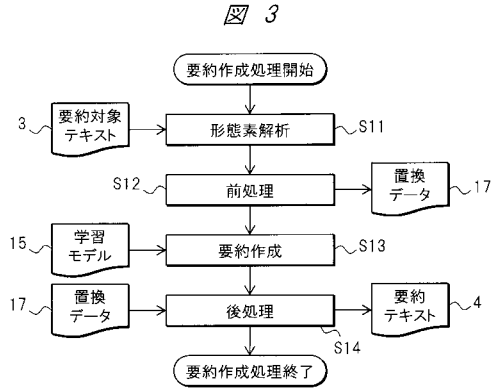 図 3
要約作成処理開始
3
要約対象
テキスト
形態素解析
S11
S12
前処理
置換
データ
17
15
学習
モデル
要約作成
S13
17
置換
データ
後処理
S14
要約
テキスト
4
要約作成処理終了